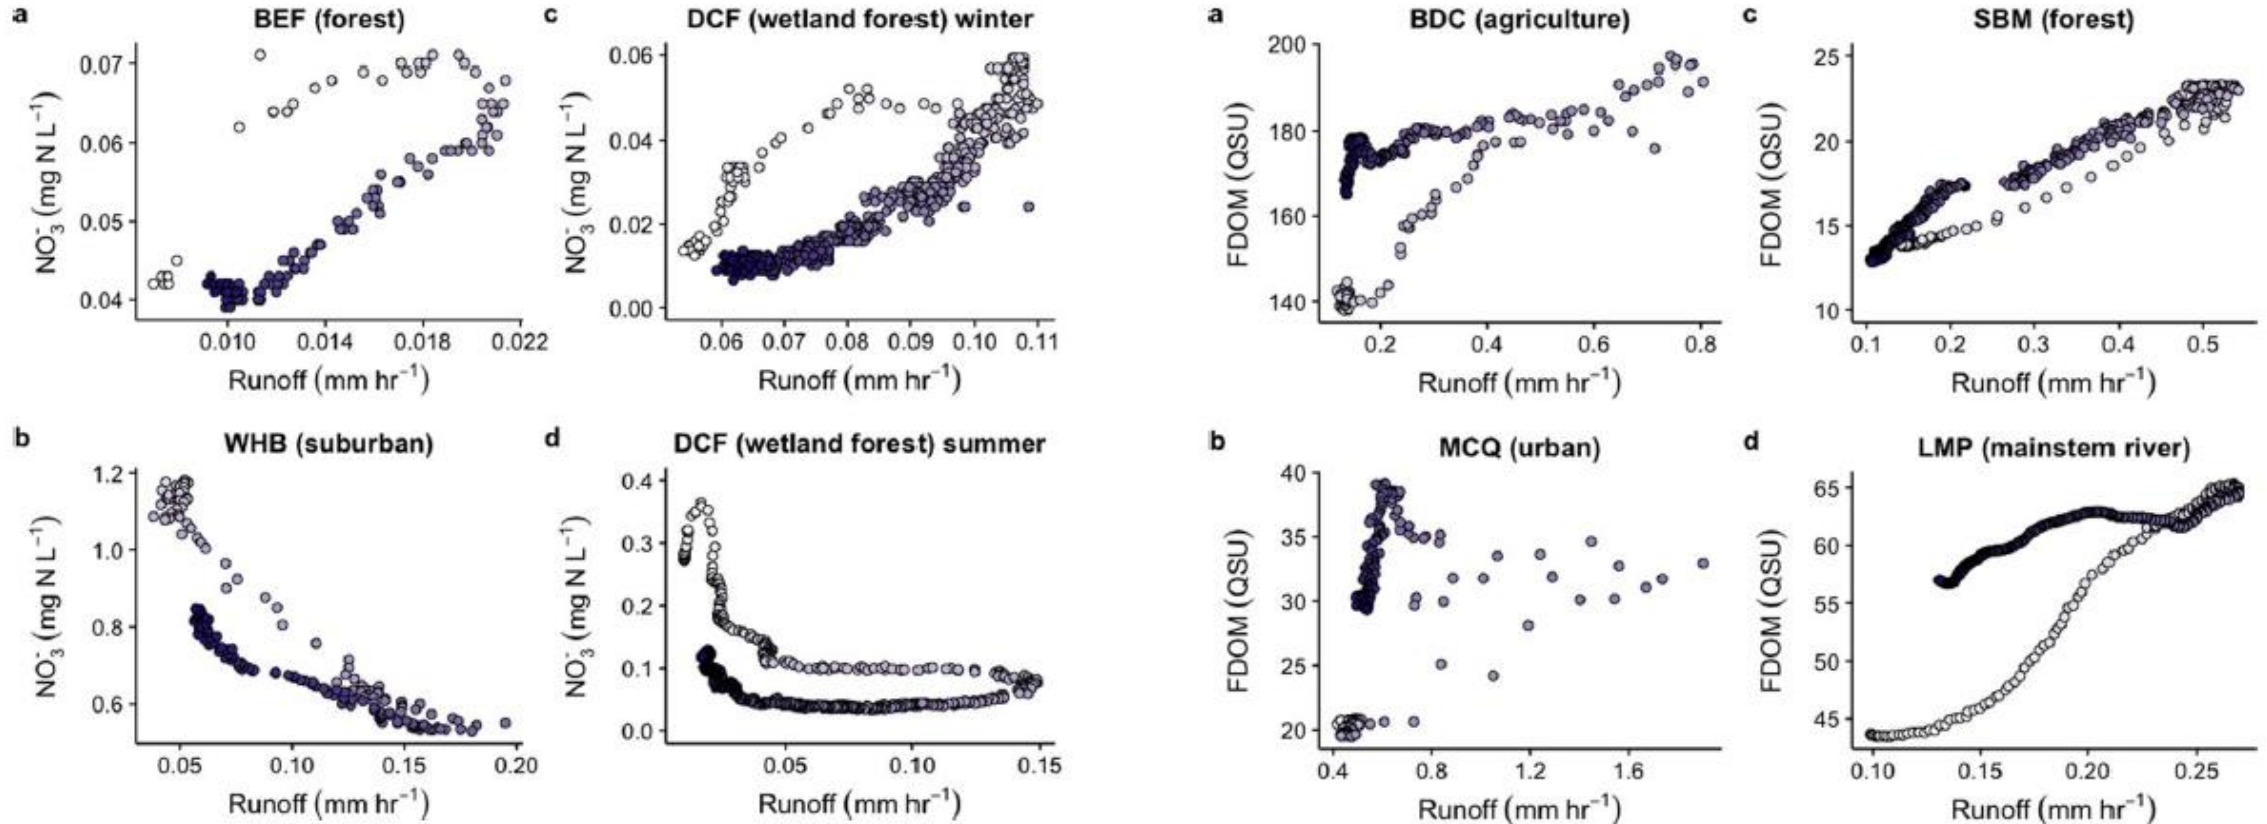 a
BEF (forest)
NO₃⁻ (mg N L⁻¹)
0.07
0.06
0.05
0.04
0.010 0.014 0.018 0.022
Runoff (mm hr⁻¹)
c
DCF (wetland forest) winter
NO₃⁻ (mg N L⁻¹)
0.06
0.04
0.02
0.00
0.06 0.07 0.08 0.09 0.10 0.11
Runoff (mm hr⁻¹)
b
WHB (suburban)
NO₃⁻ (mg N L⁻¹)
1.2
1.0
0.8
0.6
0.05 0.10 0.15 0.20
Runoff (mm hr⁻¹)
d
DCF (wetland forest) summer
NO₃⁻ (mg N L⁻¹)
0.4
0.3
0.2
0.1
0.0
0.05 0.10 0.15
Runoff (mm hr⁻¹)
a
BDC (agriculture)
FDOM (QSU)
200
180
160
140
0.2 0.4 0.6 0.8
Runoff (mm hr⁻¹)
c
SBM (forest)
FDOM (QSU)
25
20
15
10
0.1 0.2 0.3 0.4 0.5
Runoff (mm hr⁻¹)
b
MCQ (urban)
FDOM (QSU)
40
35
30
25
20
0.4 0.8 1.2 1.6
Runoff (mm hr⁻¹)
d
LMP (mainstem river)
FDOM (QSU)
65
60
55
50
45
0.10 0.15 0.20 0.25
Runoff (mm hr⁻¹)